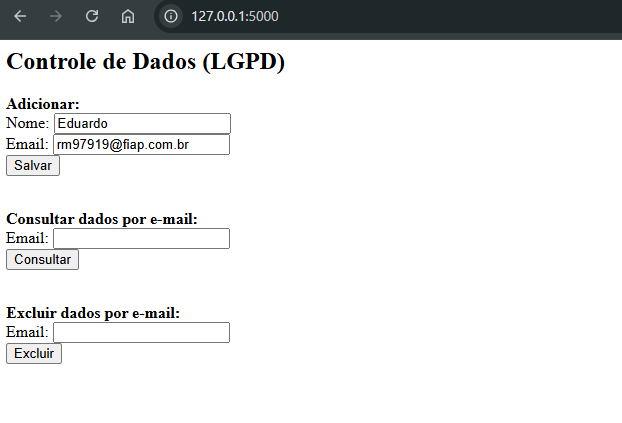 127.0.0.1:5000
Controle de Dados (LGPD)
Adicionar:
Nome: Eduardo
Email: rm97919@fiap.com.br
Salvar
Consultar dados por e-mail:
Email:
Consultar
Excluir dados por e-mail:
Email:
Excluir